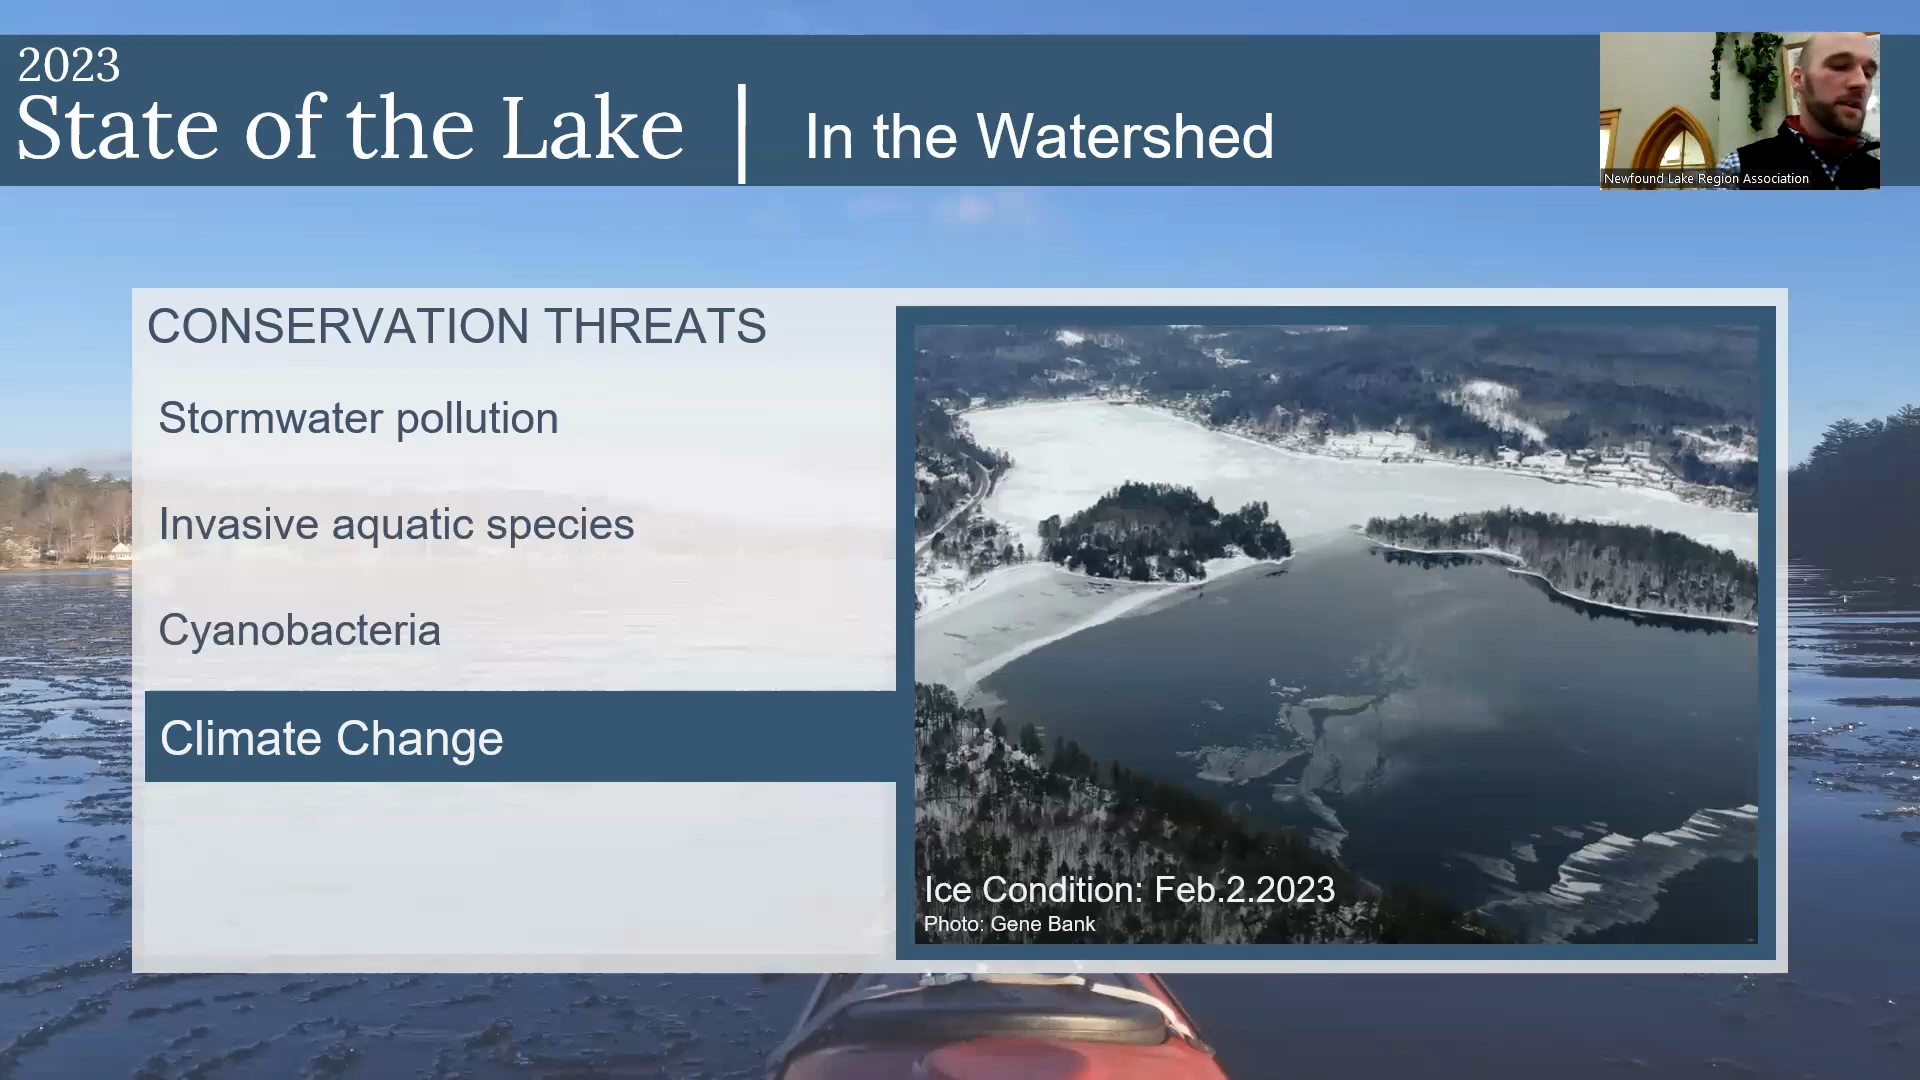 2023
State of the Lake
In the Watershed
Newfound Lake Region Association
CONSERVATION THREATS
Stormwater pollution
Invasive aquatic species
Cyanobacteria
Climate Change
Ice Condition: Feb.2.2023
Photo: Gene Bank